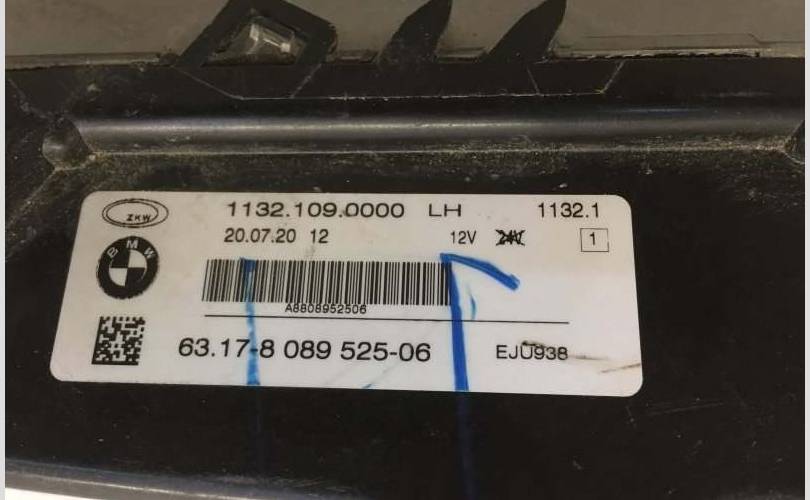 ZKW 1132.109.0000 LH 1132.1
20.07.20 12 12V 24V 1
BMW
A8808952506
63.17-8 089 525-06 EJU938